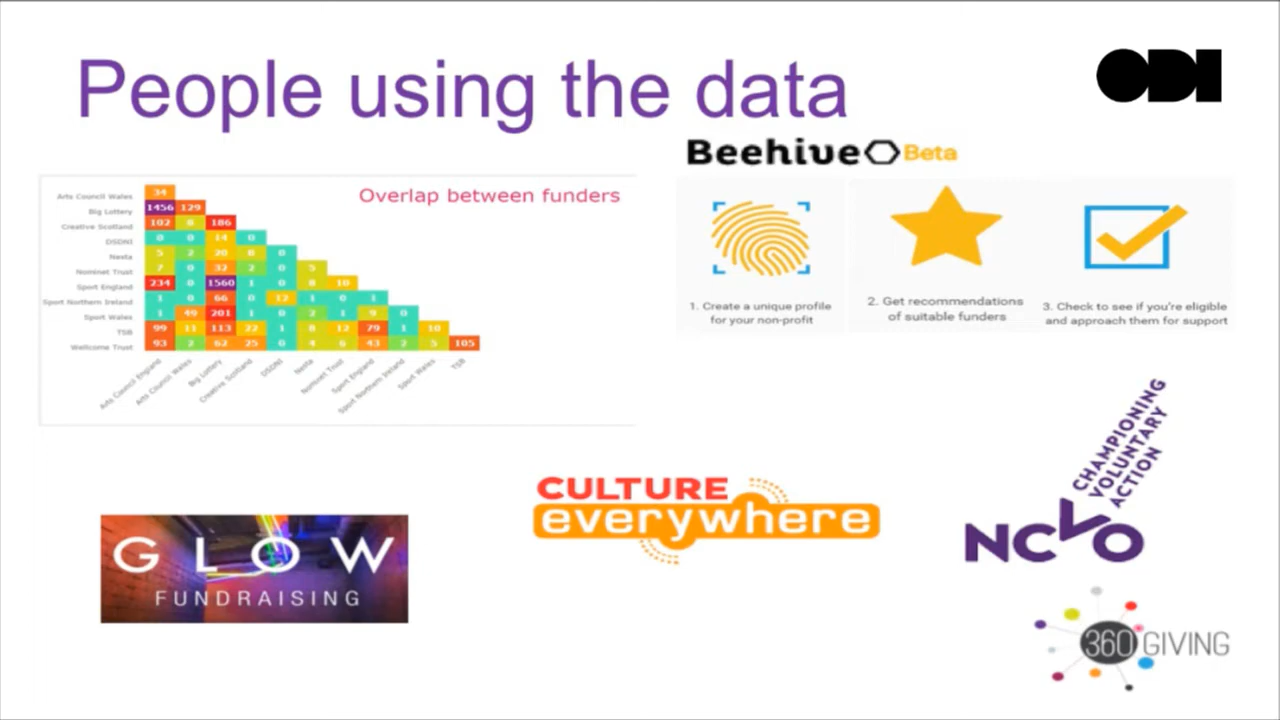 People using the data
ODI
Overlap between funders
Arts Council Wales 34
Big Lottery 1456 129
Creative Scotland 102 8 186
DSDNI 0 0 14 0
Nesta 5 2 20 8 0
Nominet Trust 7 0 32 2 0 5
Sport England 234 0 1560 1 0 8 10
Sport Northern Ireland 1 0 66 0 12 1 0 1
Sport Wales 1 49 201 1 0 2 1 9 0
TSB 99 11 113 22 1 8 12 79 1 10
Wellcome Trust 93 2 62 25 0 4 6 43 2 5 105
Arts Council England
Arts Council Wales
Big Lottery
Creative Scotland
DSDNI
Nesta
Nominet Trust
Sport England
Sport Northern Ireland
Sport Wales
TSB
Beehive Beta
1. Create a unique profile
for your non-profit
2. Get recommendations
of suitable funders
3. Check to see if you're eligible
and approach them for support
GLOW
FUNDRAISING
CULTURE
everywhere
CHAMPIONING
VOLUNTARY
ACTION
NCVO
360 GIVING